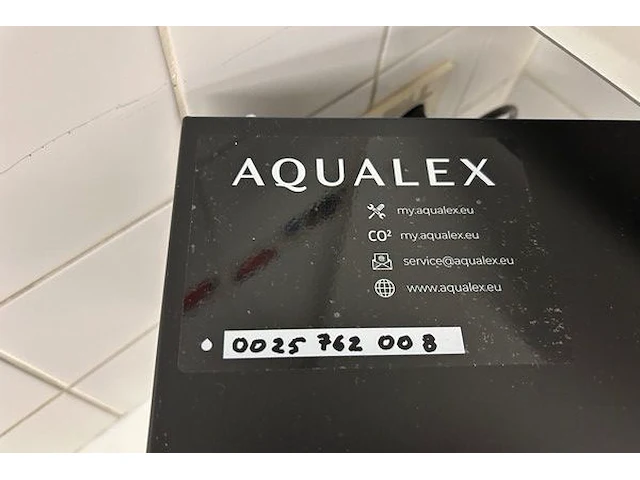 AQUALEX
my.aqualex.eu
CO² my.aqualex.eu
service@aqualex.eu
www.aqualex.eu
0025 762 008